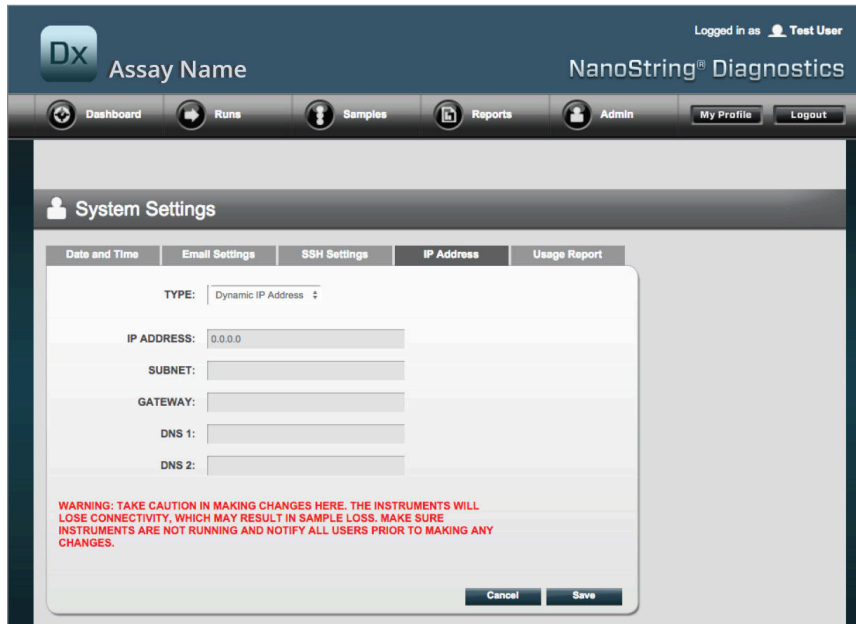 Logged in as Test User
Dx Assay Name
NanoString® Diagnostics
Dashboard Runs Samples Reports Admin My Profile Logout
System Settings
Date and Time Email Settings SSH Settings IP Address Usage Report
TYPE: Dynamic IP Address
IP ADDRESS: 0.0.0.0
SUBNET:
GATEWAY:
DNS 1:
DNS 2:
WARNING: TAKE CAUTION IN MAKING CHANGES HERE. THE INSTRUMENTS WILL
LOSE CONNECTIVITY, WHICH MAY RESULT IN SAMPLE LOSS. MAKE SURE
INSTRUMENTS ARE NOT RUNNING AND NOTIFY ALL USERS PRIOR TO MAKING ANY
CHANGES.
Cancel Save